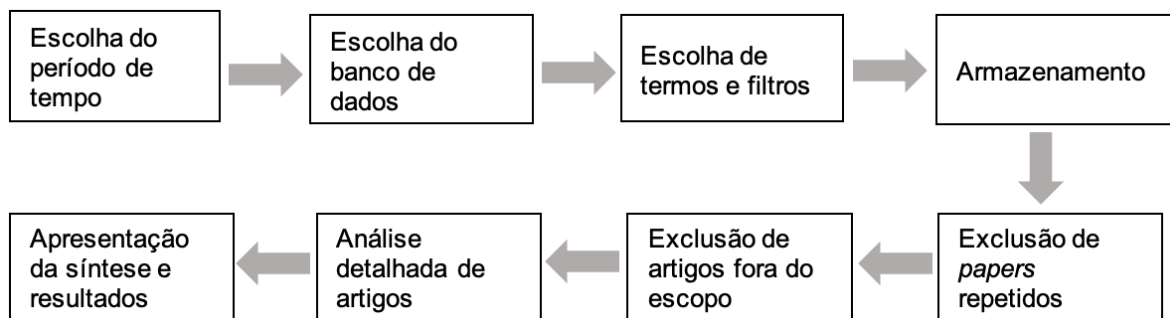 Escolha do
período de
tempo
Escolha do
banco de
dados
Escolha de
termos e filtros
Armazenamento
Exclusão de
papers
repetidos
Exclusão de
artigos fora do
escopo
Análise
detalhada de
artigos
Apresentação
da síntese e
resultados